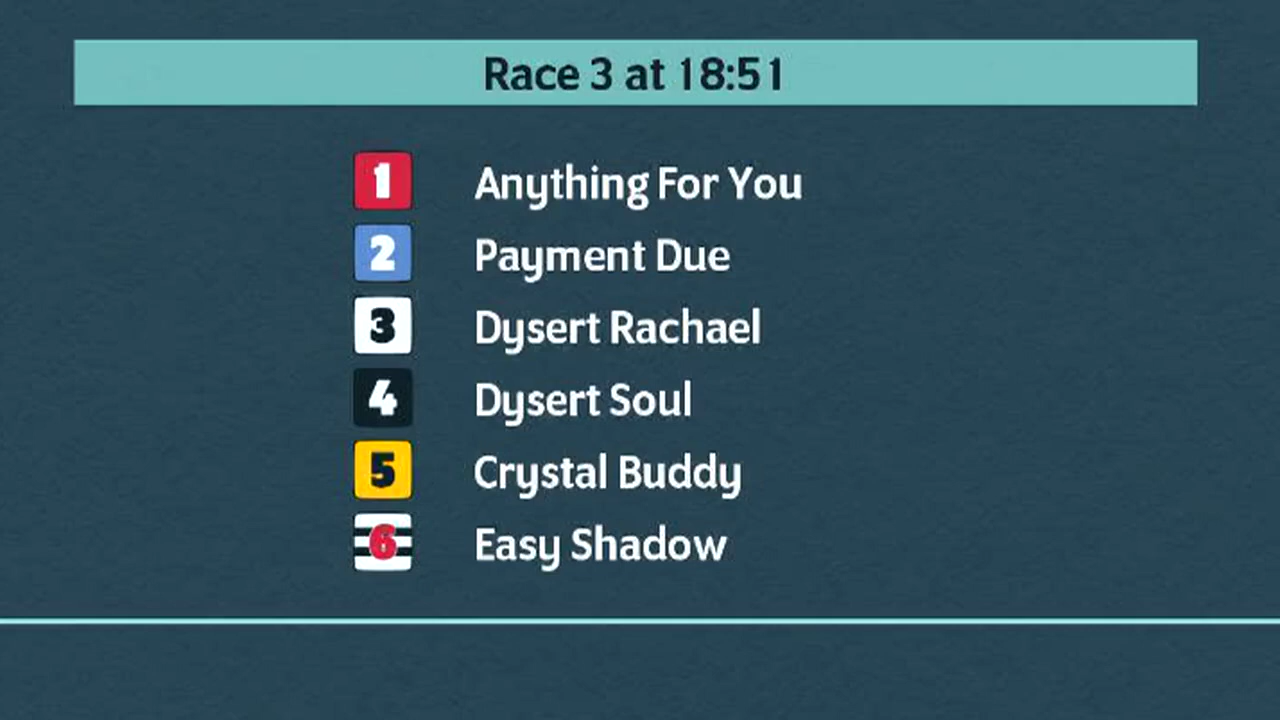 Race 3 at 18:51
1 Anything For You
2 Payment Due
3 Dysert Rachael
4 Dysert Soul
5 Crystal Buddy
6 Easy Shadow